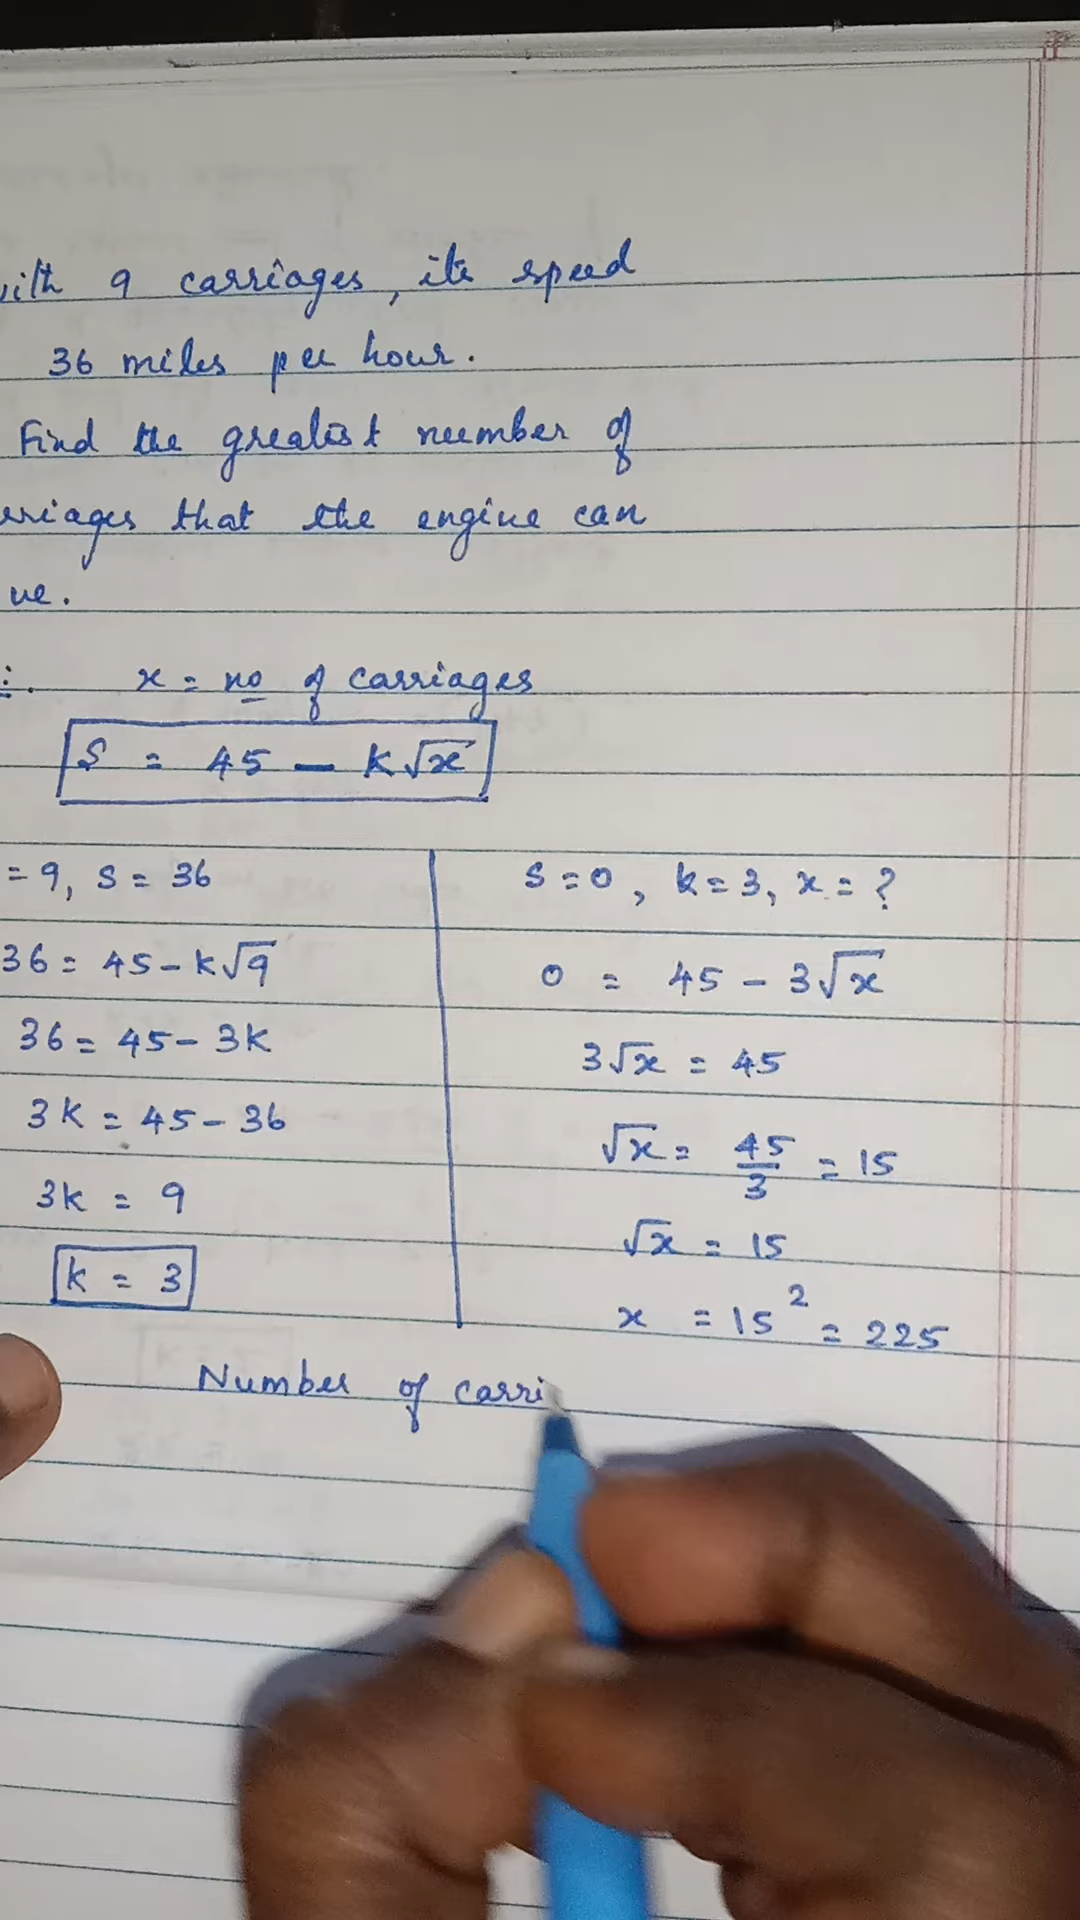 with 9 carriages, its speed
36 miles per hour.
Find the greatest number of
rriages that the engine can
ve.
: x = no of carriages
S = 45 - k√x
= 9, S = 36
S = 0, k = 3, x = ?
36 = 45 - k√9
0 = 45 - 3√x
36 = 45 - 3k
3√x = 45
3k = 45 - 36
√x = 45/3 = 15
3k = 9
√x = 15
k = 3
x = 15² = 225
Number of carri